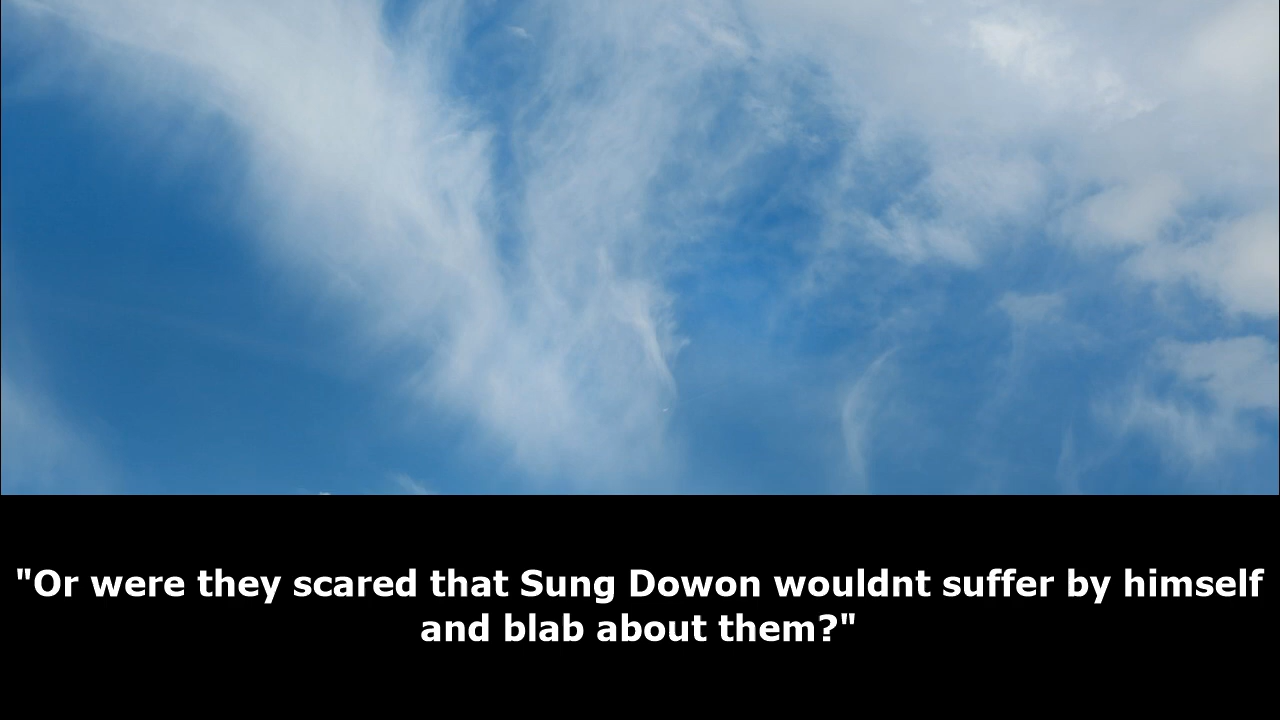 "Or were they scared that Sung Dowon wouldnt suffer by himself
and blab about them?"